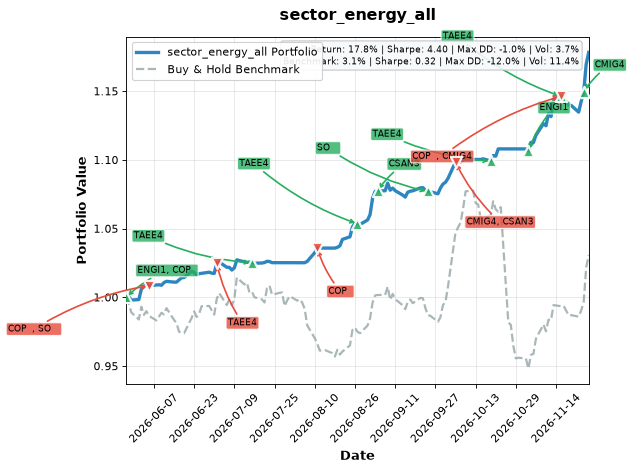 sector_energy_all
TAEE4
sector_energy_all Portfolio
Buy & Hold Benchmark
turn: 17.8% | Sharpe: 4.40 | Max DD: -1.0% | Vol: 3.7%
mark: 3.1% | Sharpe: 0.32 | Max DD: -12.0% | Vol: 11.4%
CMIG4
ENGI1
TAEE4
SO
COP , CMIG4
TAEE4
CSAN3
CMIG4, CSAN3
TAEE4
ENGI1, COP
COP
COP , SO
TAEE4
Portfolio Value
1.15
1.10
1.05
1.00
0.95
2026-06-07
2026-06-23
2026-07-09
2026-07-25
2026-08-10
2026-08-26
2026-09-11
2026-09-27
2026-10-13
2026-10-29
2026-11-14
Date